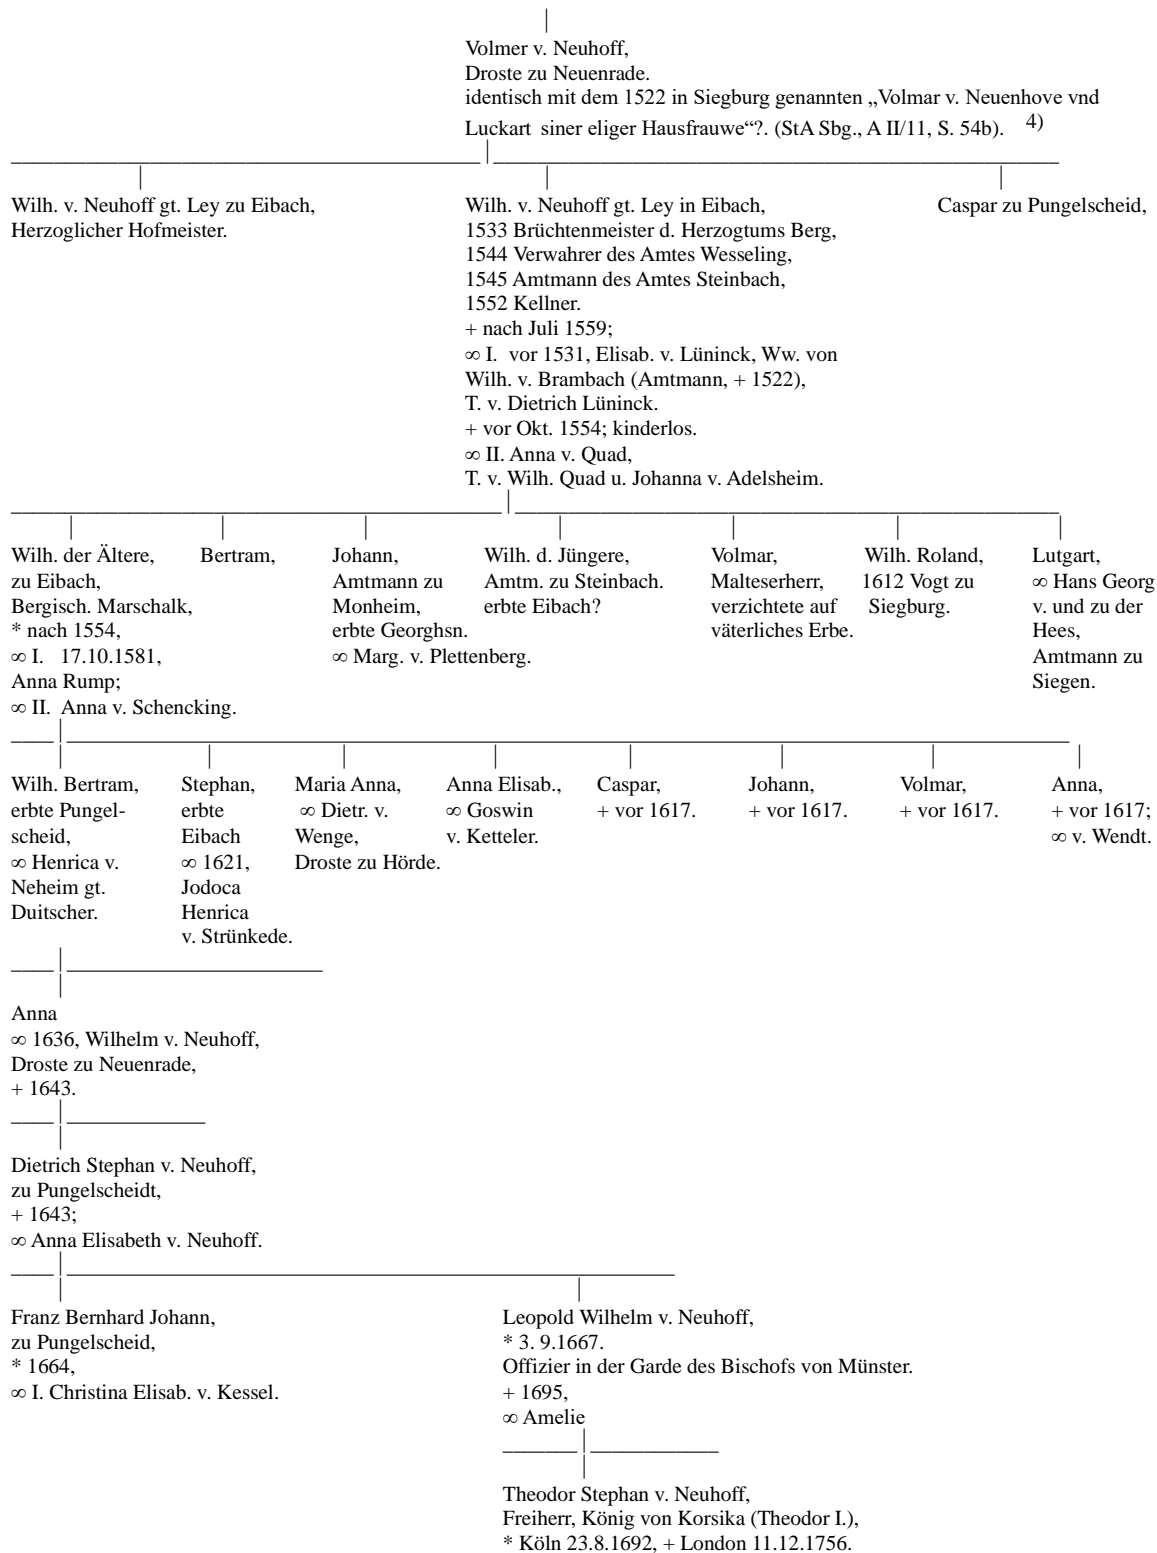 Volmer v. Neuhoff,
Droste zu Neuenrade.
identisch mit dem 1522 in Siegburg genannten „Volmar v. Neuenhove vnd
Luckart siner eliger Hausfrauwe“?. (StA Sbg., A II/11, S. 54b). 4)
Wilh. v. Neuhoff gt. Ley zu Eibach,
Herzoglicher Hofmeister.
Wilh. v. Neuhoff gt. Ley in Eibach,
1533 Brüchtenmeister d. Herzogtums Berg,
1544 Verwahrer des Amtes Wesseling,
1545 Amtmann des Amtes Steinbach,
1552 Kellner.
+ nach Juli 1559;
∞ I. vor 1531, Elisab. v. Lüninck, Ww. von
Wilh. v. Brambach (Amtmann, + 1522),
T. v. Dietrich Lüninck.
+ vor Okt. 1554; kinderlos.
∞ II. Anna v. Quad,
T. v. Wilh. Quad u. Johanna v. Adelsheim.
Caspar zu Pungelscheid,
Wilh. der Ältere,
zu Eibach,
Bergisch. Marschalk,
* nach 1554,
∞ I. 17.10.1581,
Anna Rump;
∞ II. Anna v. Schencking.
Bertram,
Johann,
Amtmann zu
Monheim,
erbte Georghsn.
∞ Marg. v. Plettenberg.
Wilh. d. Jüngere,
Amtm. zu Steinbach.
erbte Eibach?
Volmar,
Malteserherr,
verzichtete auf
väterliches Erbe.
Wilh. Roland,
1612 Vogt zu
Siegburg.
Lutgart,
∞ Hans Georg
v. und zu der
Hees,
Amtmann zu
Siegen.
Wilh. Bertram,
erbte Pungel-
scheid,
∞ Henrica v.
Neheim gt.
Duitscher.
Stephan,
erbte
Eibach
∞ 1621,
Jodoca
Henrica
v. Strünkede.
Maria Anna,
∞ Dietr. v.
Wenge,
Droste zu Hörde.
Anna Elisab.,
∞ Goswin
v. Ketteler.
Caspar,
+ vor 1617.
Johann,
+ vor 1617.
Volmar,
+ vor 1617.
Anna,
+ vor 1617;
∞ v. Wendt.
Anna
∞ 1636, Wilhelm v. Neuhoff,
Droste zu Neuenrade,
+ 1643.
Dietrich Stephan v. Neuhoff,
zu Pungelscheidt,
+ 1643;
∞ Anna Elisabeth v. Neuhoff.
Franz Bernhard Johann,
zu Pungelscheid,
* 1664,
∞ I. Christina Elisab. v. Kessel.
Leopold Wilhelm v. Neuhoff,
* 3. 9.1667.
Offizier in der Garde des Bischofs von Münster.
+ 1695,
∞ Amelie
Theodor Stephan v. Neuhoff,
Freiherr, König von Korsika (Theodor I.),
* Köln 23.8.1692, + London 11.12.1756.